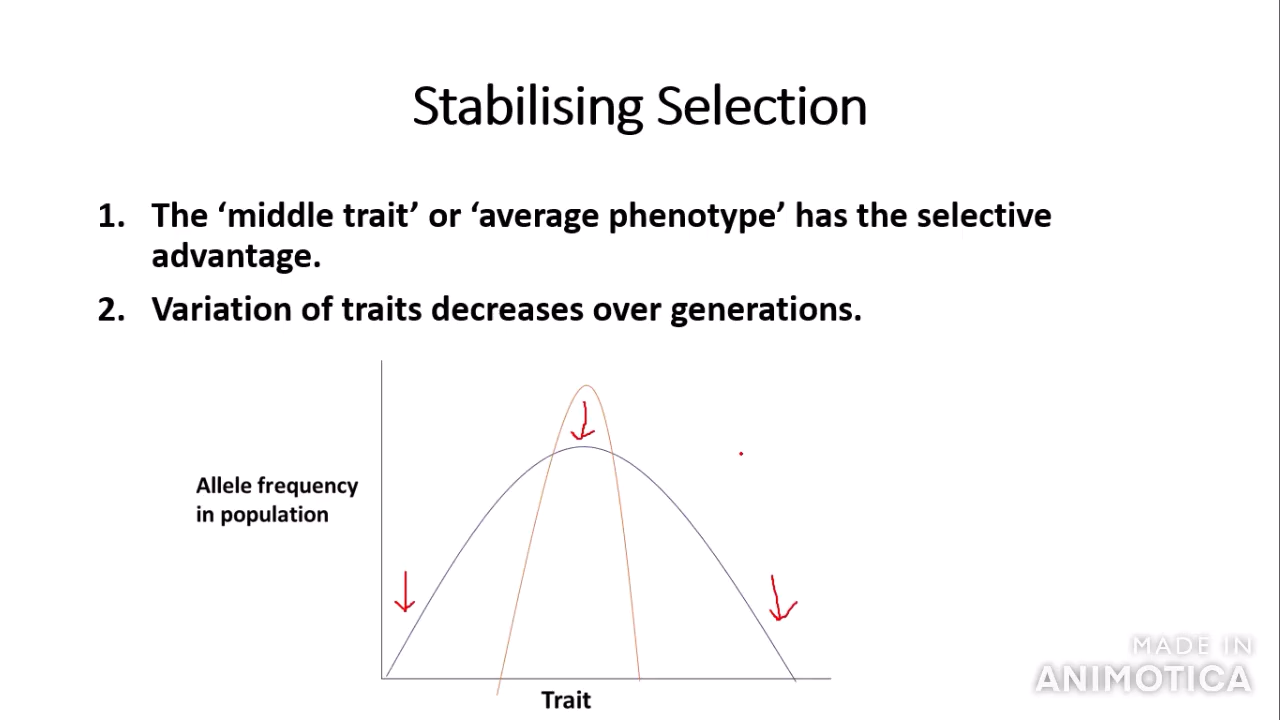 Stabilising Selection
1. The ‘middle trait’ or ‘average phenotype’ has the selective
advantage.
2. Variation of traits decreases over generations.
Allele frequency
in population
Trait
MADE IN
ANIMOTICA